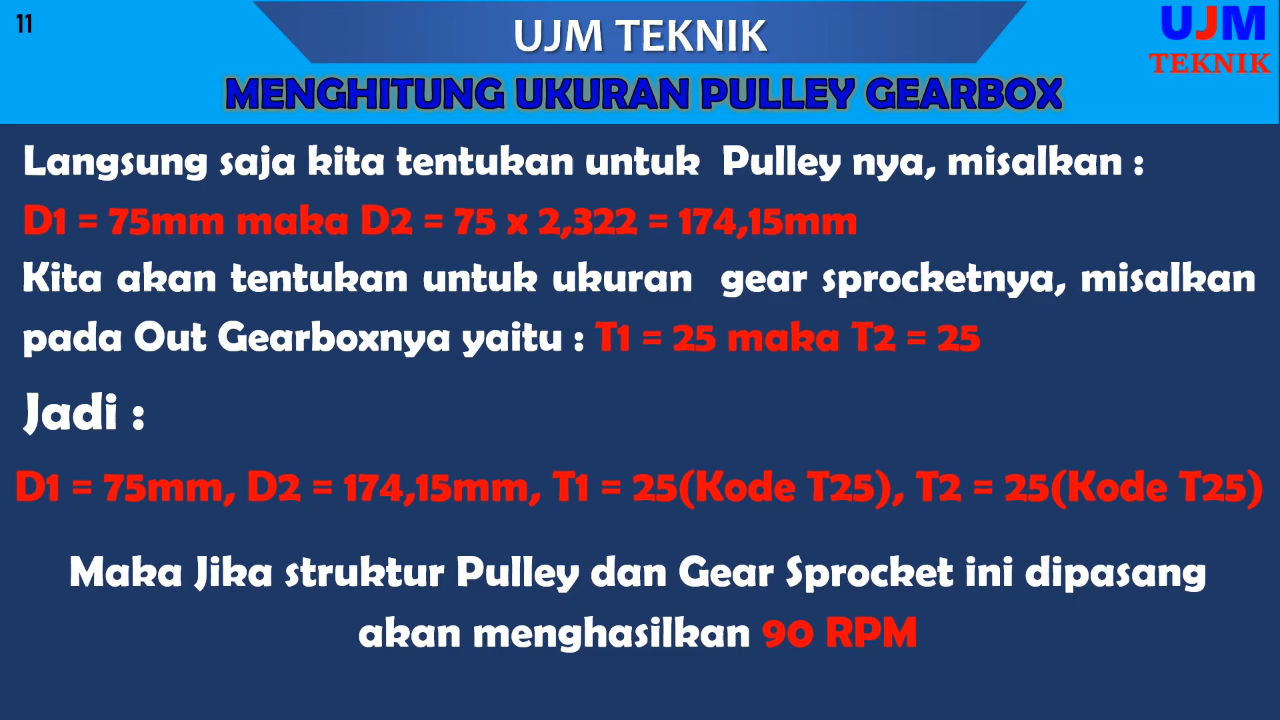 11
UJM TEKNIK
UJM
TEKNIK
MENGHITUNG UKURAN PULLEY GEARBOX
Langsung saja kita tentukan untuk Pulley nya, misalkan :
D1 = 75mm maka D2 = 75 x 2,322 = 174,15mm
Kita akan tentukan untuk ukuran gear sprocketnya, misalkan
pada Out Gearboxnya yaitu : T1 = 25 maka T2 = 25
Jadi :
D1 = 75mm, D2 = 174,15mm, T1 = 25(Kode T25), T2 = 25(Kode T25)
Maka Jika struktur Pulley dan Gear Sprocket ini dipasang
akan menghasilkan 90 RPM